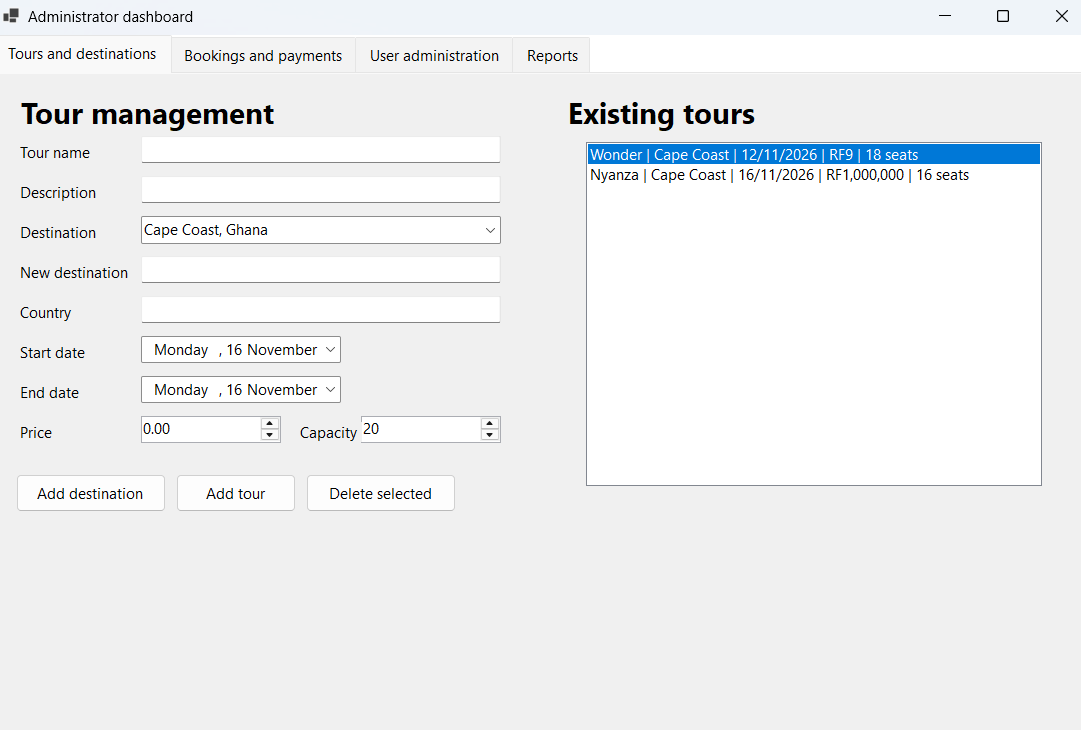 Administrator dashboard
Tours and destinations Bookings and payments User administration Reports
Tour management
Tour name
Description
Destination Cape Coast, Ghana
New destination
Country
Start date Monday , 16 November
End date Monday , 16 November
Price 0.00 Capacity 20
Add destination Add tour Delete selected
Existing tours
Wonder | Cape Coast | 12/11/2026 | RF9 | 18 seats
Nyanza | Cape Coast | 16/11/2026 | RF1,000,000 | 16 seats